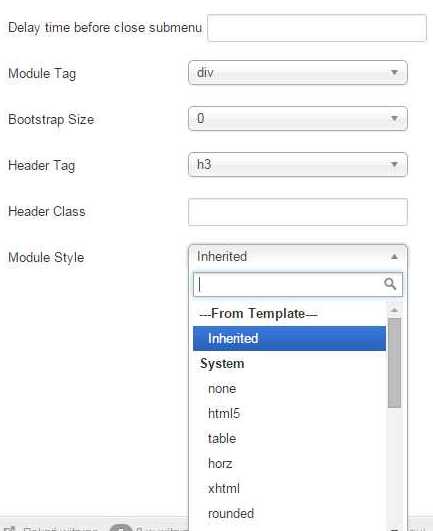 Delay time before close submenu
Module Tag div
Bootstrap Size 0
Header Tag h3
Header Class
Module Style Inherited
---From Template---
Inherited
System
none
html5
table
horz
xhtml
rounded